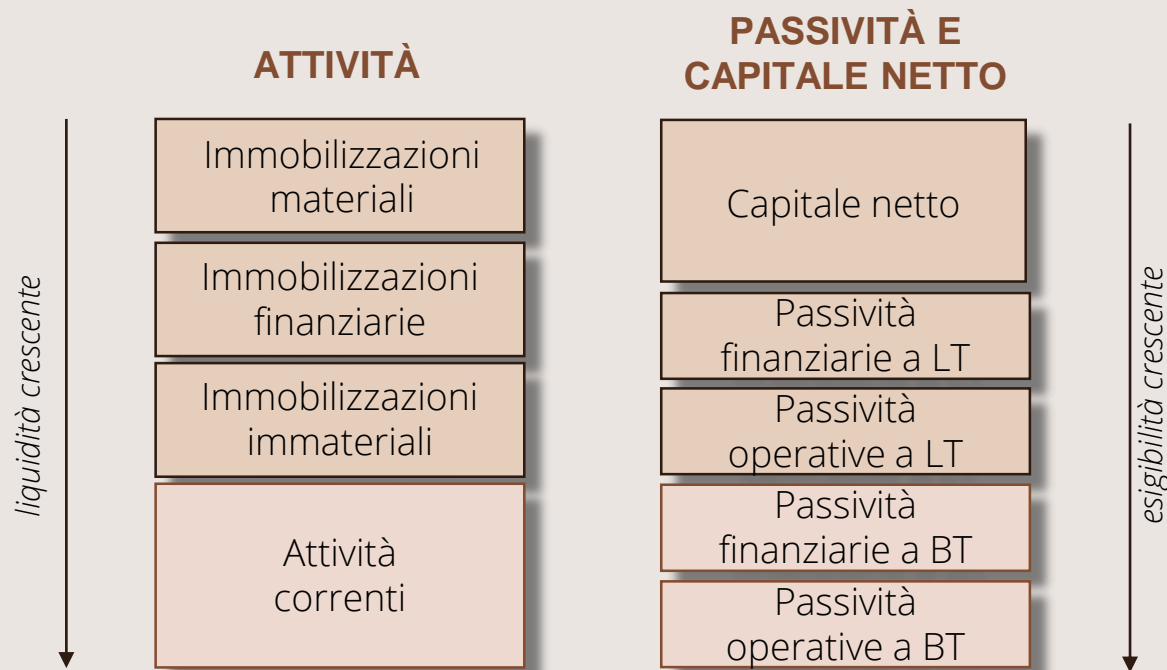 ATTIVITÀ
PASSIVITÀ E
CAPITALE NETTO
liquidità crescente
Immobilizzazioni
materiali
Immobilizzazioni
finanziarie
Immobilizzazioni
immateriali
Attività
correnti
Capitale netto
Passività
finanziarie a LT
Passività
operative a LT
Passività
finanziarie a BT
Passività
operative a BT
esigibilità crescente